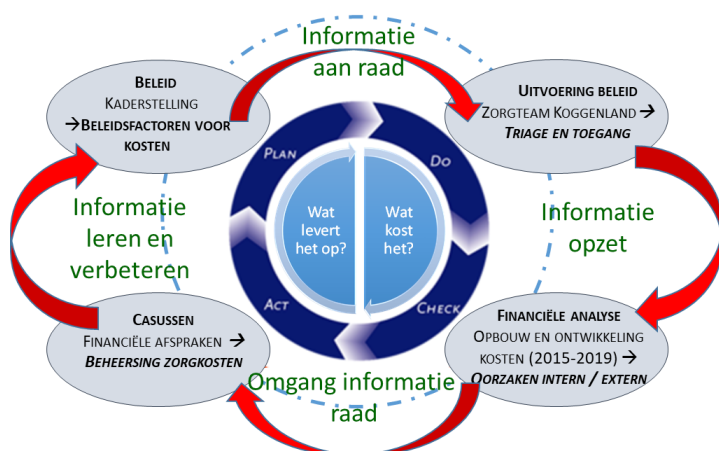 Informatie
aan raad
BELEID
KADERSTELLING
→BELEIDSFACTOREN VOOR
KOSTEN
UITVOERING BELEID
ZORGTEAM KOGGENLAND →
TRIAGE EN TOEGANG
PLAN
DO
Wat
levert
het op?
Wat
kost
het?
Informatie
leren en
verbeteren
Informatie
opzet
ACT
CHECK
CASUSSEN
FINANCIËLE AFSPRAKEN →
BEHEERSING ZORGKOSTEN
FINANCIËLE ANALYSE
OPBOUW EN ONTWIKKELING
KOSTEN (2015-2019) →
OORZAKEN INTERN / EXTERN
Omgang informatie
raad